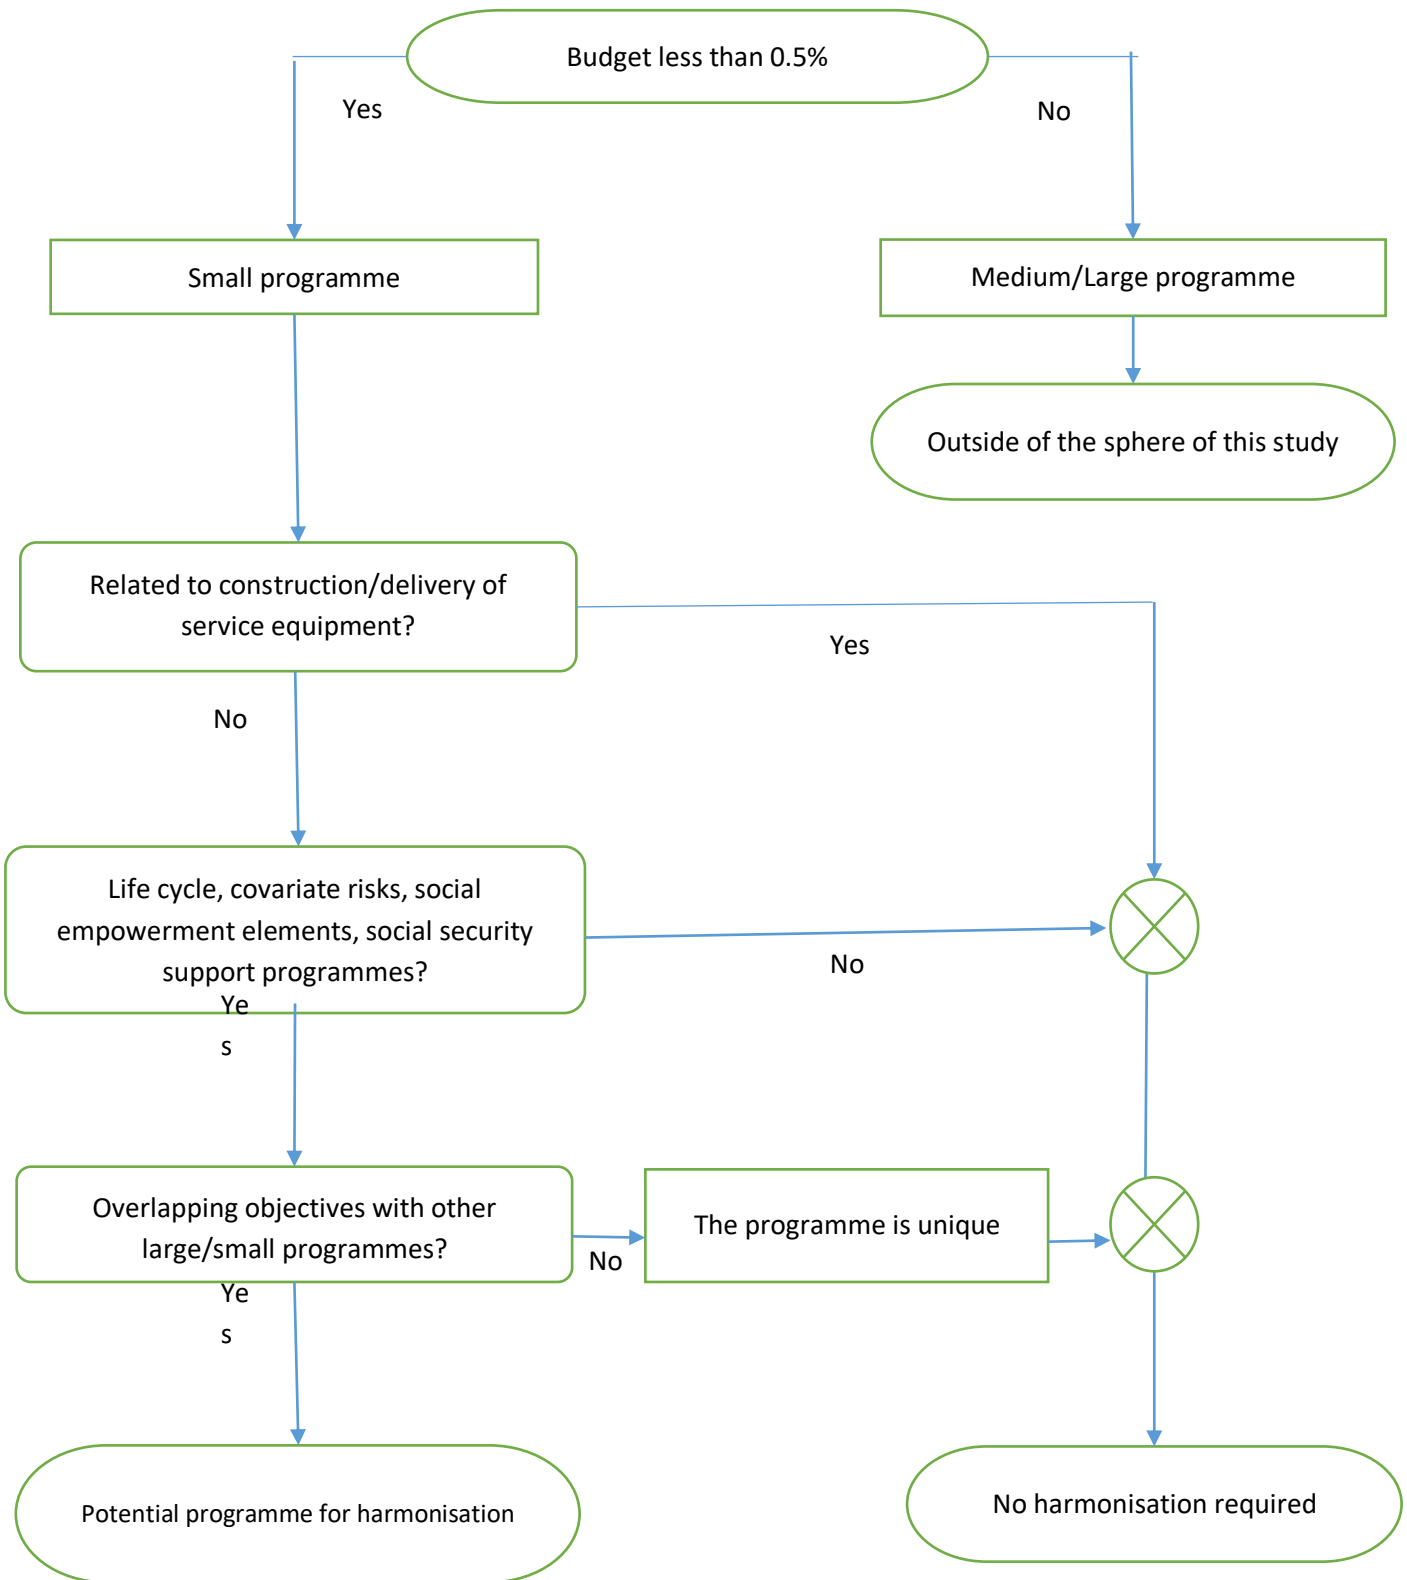 Budget less than 0.5%
Yes
No
Small programme
Medium/Large programme
Outside of the sphere of this study
Related to construction/delivery of
service equipment?
Yes
No
Life cycle, covariate risks, social
empowerment elements, social security
support programmes?
No
Ye
s
Overlapping objectives with other
large/small programmes?
The programme is unique
No
Ye
s
Potential programme for harmonisation
No harmonisation required